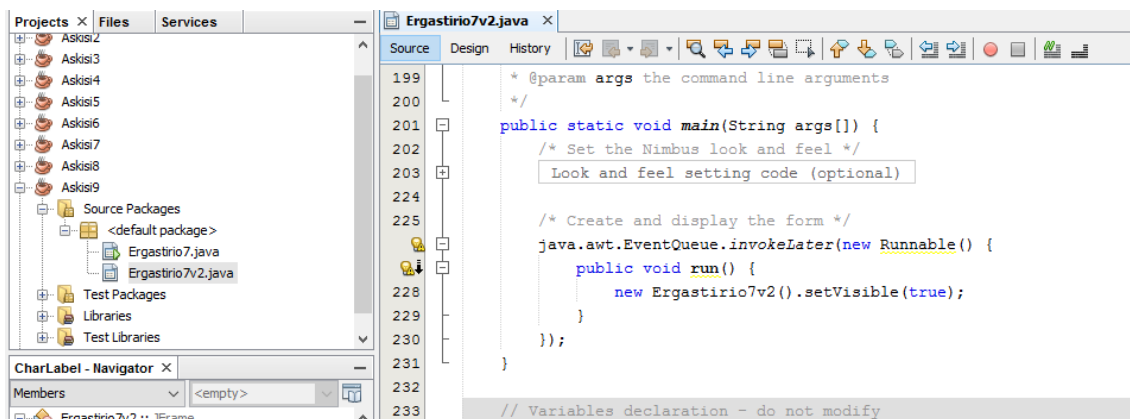 Projects × Files Services
Askisi2
Askisi3
Askisi4
Askisi5
Askisi6
Askisi7
Askisi8
Askisi9
Source Packages
<default package>
Ergastirio7.java
Ergastirio7v2.java
Test Packages
Libraries
Test Libraries
CharLabel - Navigator ×
Members <empty>
Ergastirio7v2 :: JFrame
Ergastirio7v2.java ×
Source Design History
199 * @param args the command line arguments
200 */
201 public static void main(String args[]) {
202 /* Set the Nimbus look and feel */
203 Look and feel setting code (optional)
224
225 /* Create and display the form */
java.awt.EventQueue.invokeLater(new Runnable() {
public void run() {
228 new Ergastirio7v2().setVisible(true);
229 }
230 });
231 }
232
233 // Variables declaration - do not modify